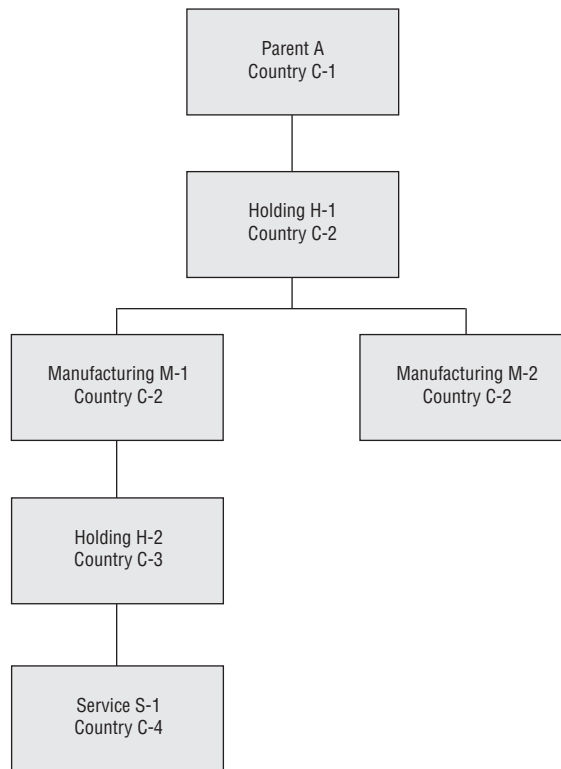 Parent A
Country C-1
Holding H-1
Country C-2
Manufacturing M-1
Country C-2
Manufacturing M-2
Country C-2
Holding H-2
Country C-3
Service S-1
Country C-4